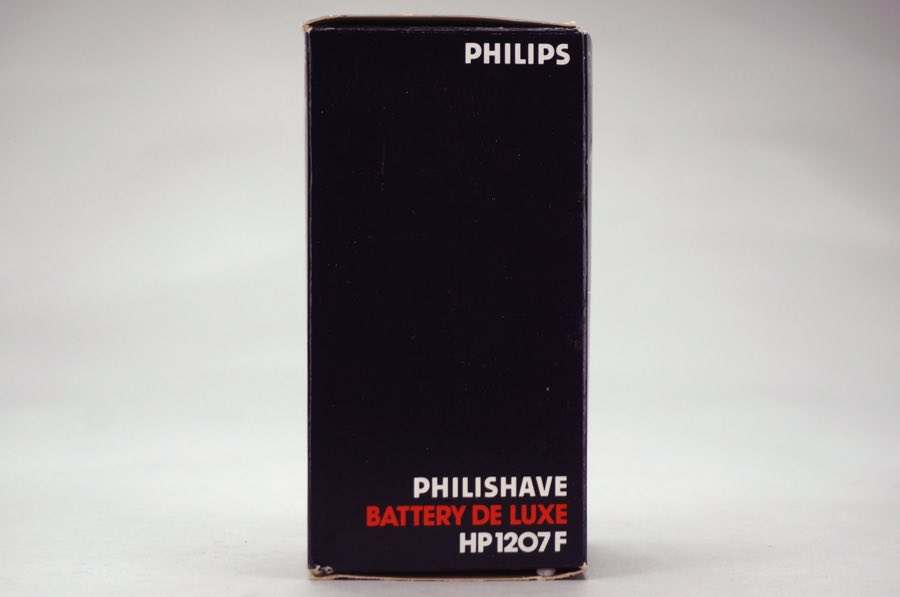 PHILIPS
PHILISHAVE
BATTERY DE LUXE
HP1207F